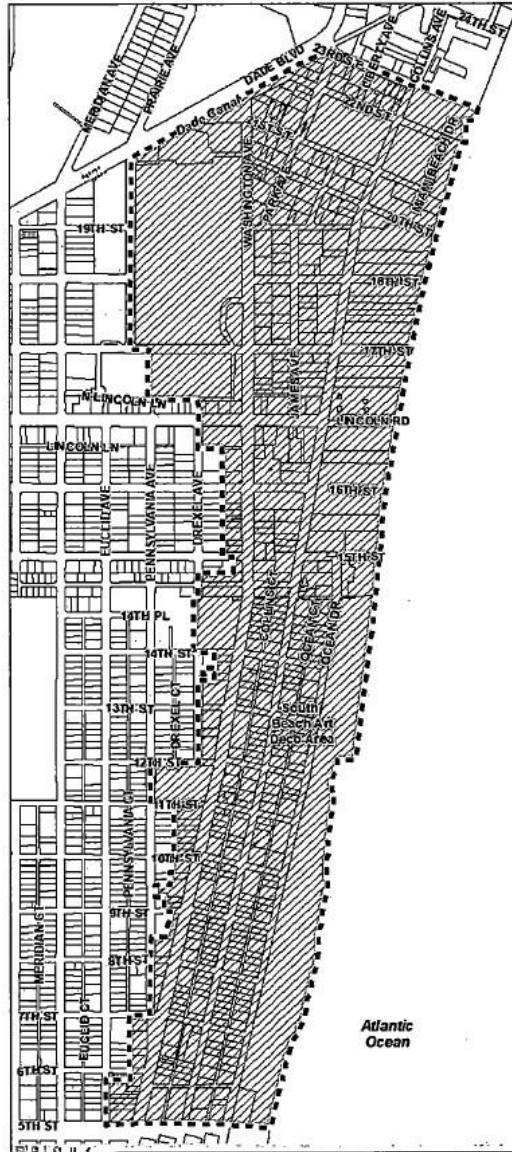 24TH ST
COLLINS AVE
LIBERTY AVE
23RD ST
DADE BLVD
MERIDIAN AVE
PRAIRIE AVE
Dade Canal
22ND ST
21ST ST
WASHINGTON AVE
PARK AVE
MIAMI BEACH DR
20TH ST
19TH ST
18TH ST
17TH ST
JAMES AVE
N LINCOLN LN
LINCOLN RD
LINCOLN LN
16TH ST
EUCLID AVE
PENNSYLVANIA AVE
DREXEL AVE
15TH ST
COLLINS CT
OCEAN CT
OCEAN DR
14TH PL
14TH ST
DREXEL CT
13TH ST
South
Beach Art
Deco Area
12TH ST
11TH ST
PENNSYLVANIA CT
10TH ST
9TH ST
MERIDIAN CT
8TH ST
7TH ST
EUCLID CT
Atlantic
Ocean
6TH ST
5TH ST